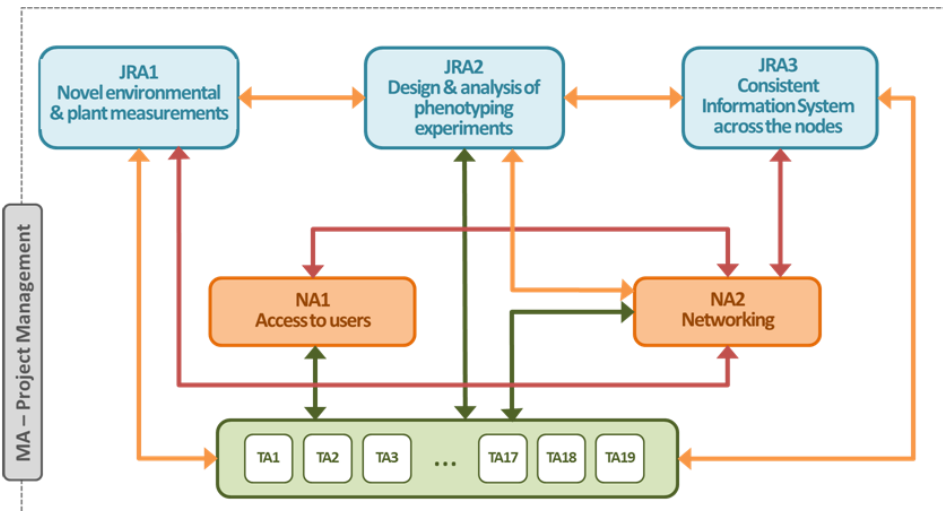 JRA1
Novel environmental
& plant measurements
JRA2
Design & analysis of
phenotyping
experiments
JRA3
Consistent
Information System
across the nodes
MA – Project Management
NA1
Access to users
NA2
Networking
TA1
TA2
TA3
...
TA17
TA18
TA19